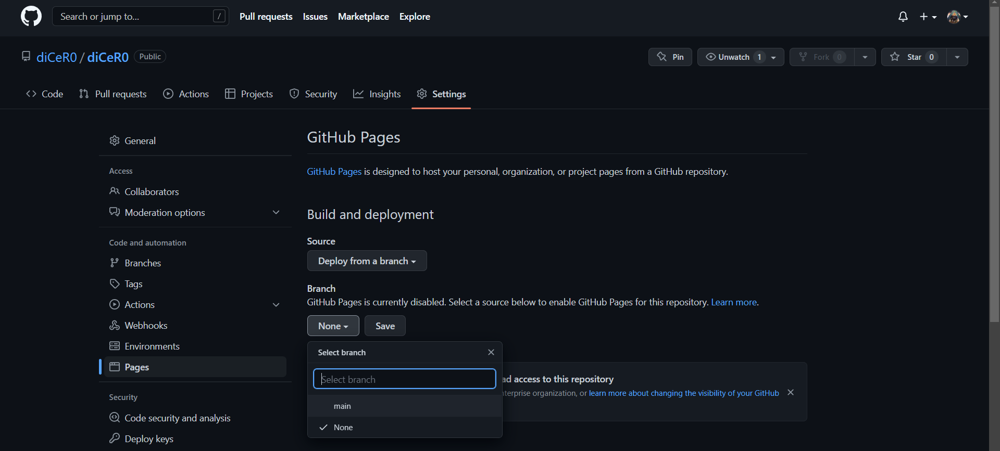 Search or jump to...
/
Pull requests
Issues
Marketplace
Explore
diCeR0 / diCeR0
Public
Pin
Unwatch 1
Fork 0
Star 0
Code
Pull requests
Actions
Projects
Security
Insights
Settings
General
Access
Collaborators
Moderation options
Code and automation
Branches
Tags
Actions
Webhooks
Environments
Pages
Security
Code security and analysis
Deploy keys
GitHub Pages
GitHub Pages is designed to host your personal, organization, or project pages from a GitHub repository.
Build and deployment
Source
Deploy from a branch
Branch
GitHub Pages is currently disabled. Select a source below to enable GitHub Pages for this repository. Learn more.
None
Save
Select branch
Select branch
main
None
access to this repository
organization, or learn more about changing the visibility of your GitHub